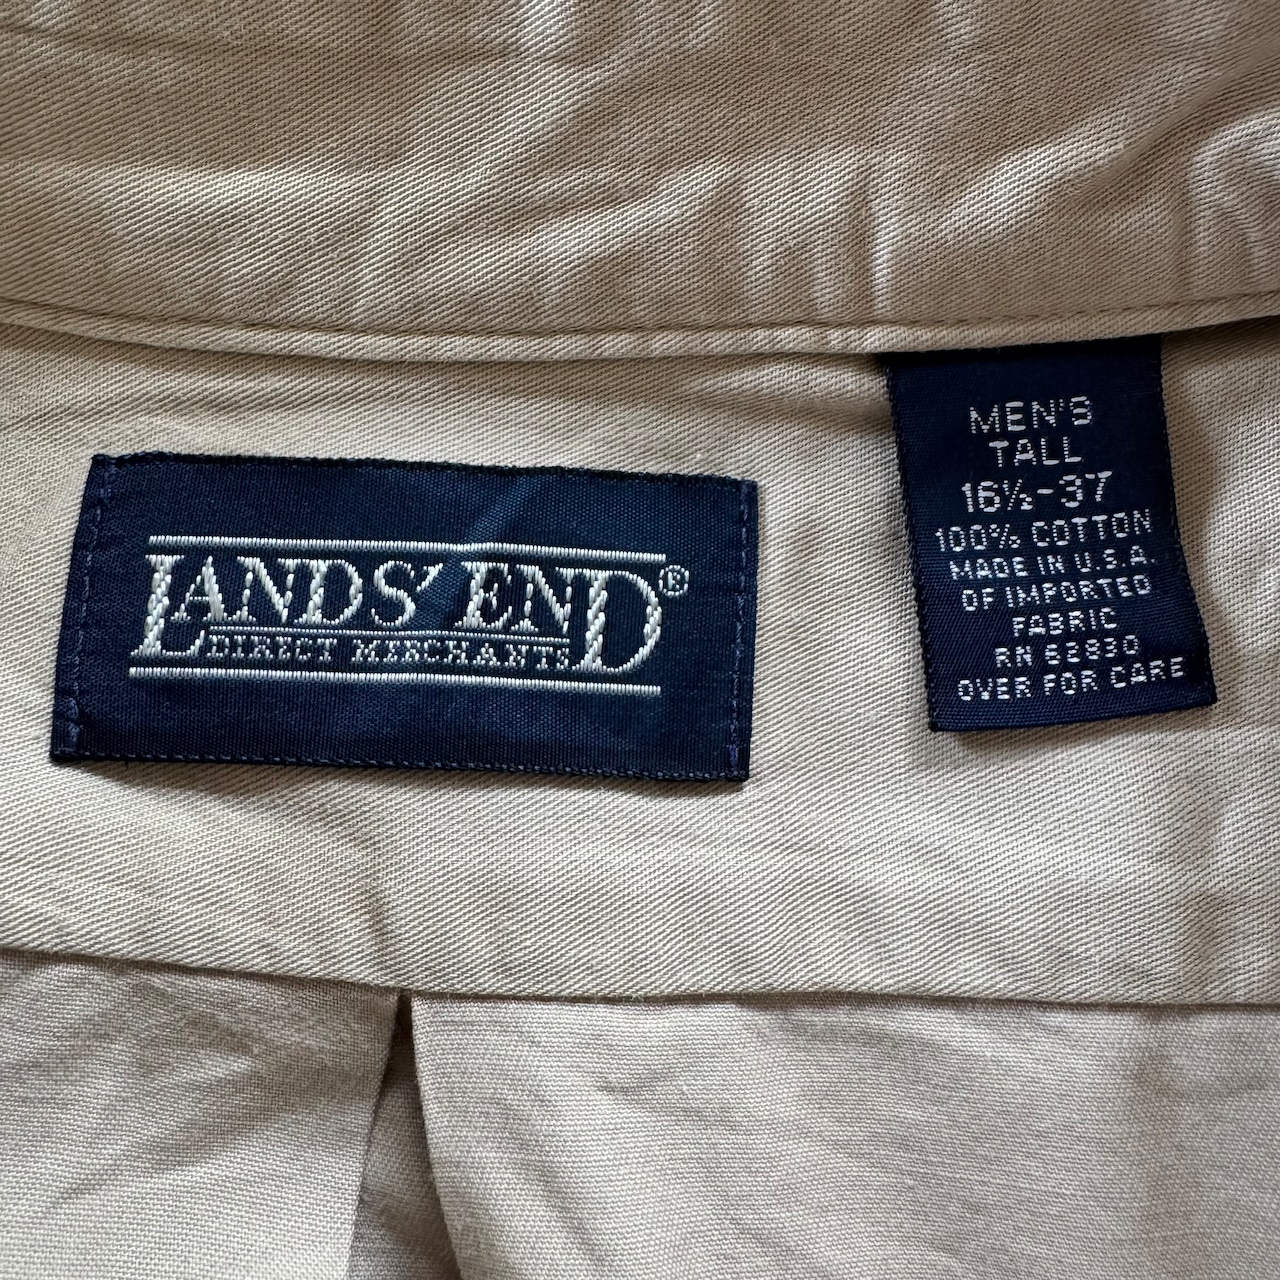 LANDS' END®
DIRECT MERCHANTS
MEN'S
TALL
16½-37
100% COTTON
MADE IN U.S.A.
OF IMPORTED
FABRIC
RN 62830
OVER FOR CARE